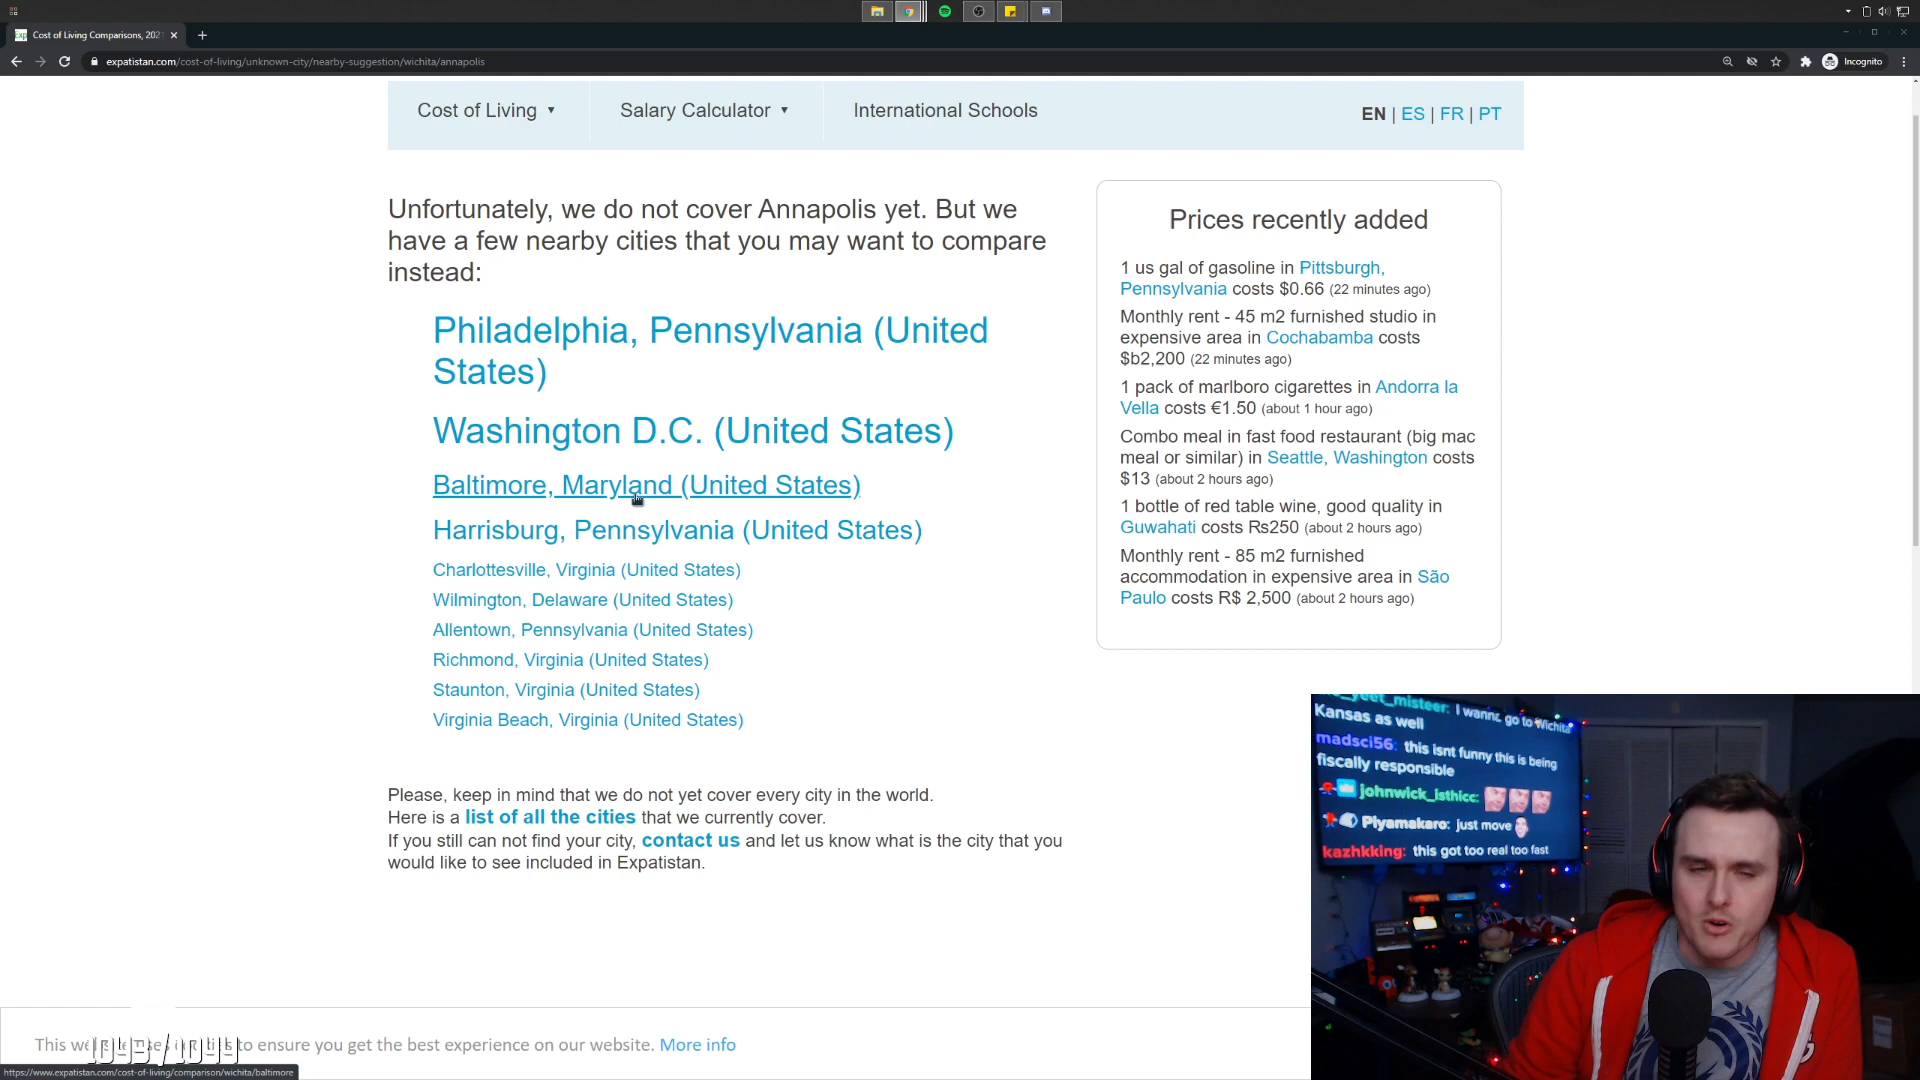 Cost of Living Comparisons, 2021
expatistan.com/cost-of-living/unknown-city/nearby-suggestion/wichita/annapolis
Incognito
Cost of Living ▼
Salary Calculator ▼
International Schools
EN | ES | FR | PT
Unfortunately, we do not cover Annapolis yet. But we
have a few nearby cities that you may want to compare
instead:
Philadelphia, Pennsylvania (United
States)
Washington D.C. (United States)
Baltimore, Maryland (United States)
Harrisburg, Pennsylvania (United States)
Charlottesville, Virginia (United States)
Wilmington, Delaware (United States)
Allentown, Pennsylvania (United States)
Richmond, Virginia (United States)
Staunton, Virginia (United States)
Virginia Beach, Virginia (United States)
Please, keep in mind that we do not yet cover every city in the world.
Here is a list of all the cities that we currently cover.
If you still can not find your city, contact us and let us know what is the city that you
would like to see included in Expatistan.
Prices recently added
1 us gal of gasoline in Pittsburgh,
Pennsylvania costs $0.66 (22 minutes ago)
Monthly rent - 45 m2 furnished studio in
expensive area in Cochabamba costs
$b2,200 (22 minutes ago)
1 pack of marlboro cigarettes in Andorra la
Vella costs €1.50 (about 1 hour ago)
Combo meal in fast food restaurant (big mac
meal or similar) in Seattle, Washington costs
$13 (about 2 hours ago)
1 bottle of red table wine, good quality in
Guwahati costs Rs250 (about 2 hours ago)
Monthly rent - 85 m2 furnished
accommodation in expensive area in São
Paulo costs R$ 2,500 (about 2 hours ago)
yeet_misteer: I wanna go to Wichita
Kansas as well
madsci56: this isnt funny this is being
fiscally responsible
johnwick_isthicc:
Piyamakaro: just move
kazhkking: this got too real too fast
This to ensure you get the best experience on our website. More info
https://www.expatistan.com/cost-of-living/comparison/wichita/baltimore